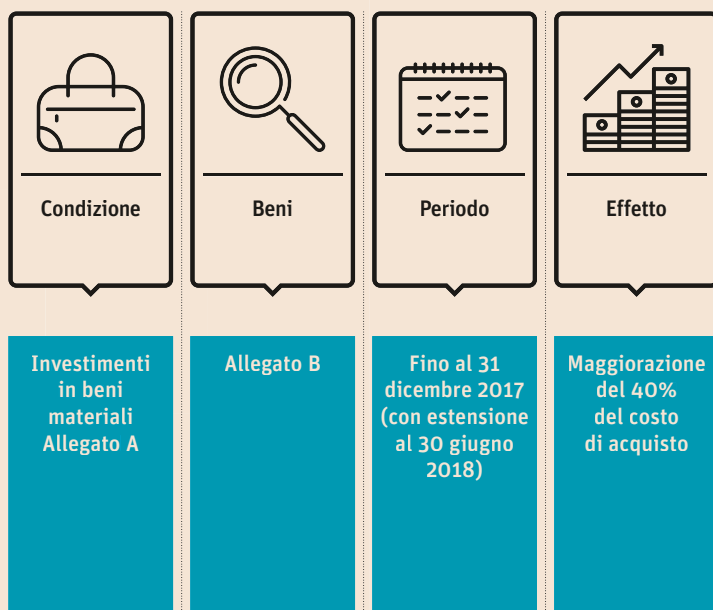 Condizione
Beni
Periodo
Effetto
Investimenti
in beni
materiali
Allegato A
Allegato B
Fino al 31
dicembre 2017
(con estensione
al 30 giugno
2018)
Maggiorazione
del 40%
del costo
di acquisto